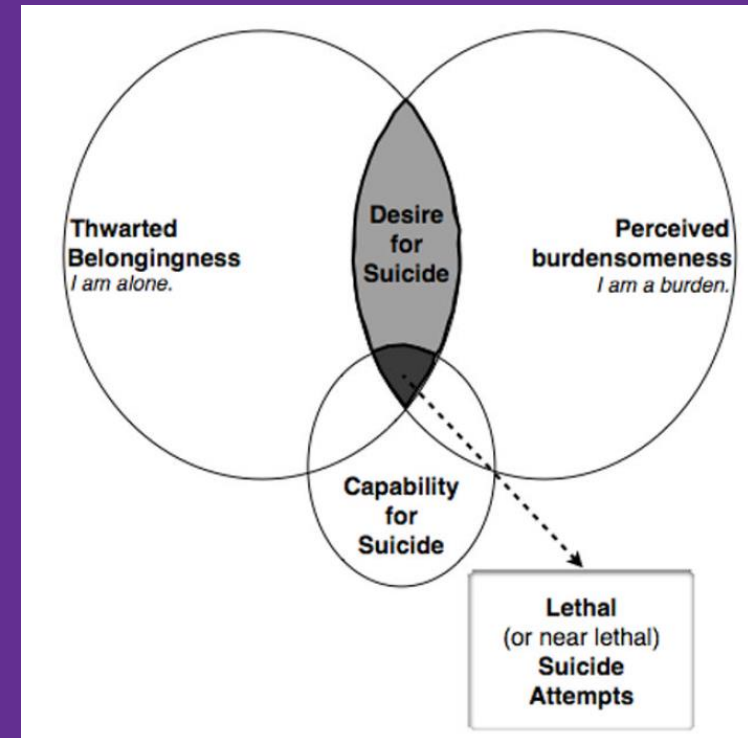 Thwarted
Belongingness
I am alone.
Desire
for
Suicide
Perceived
burdensomeness
I am a burden.
Capability
for
Suicide
Lethal
(or near lethal)
Suicide
Attempts